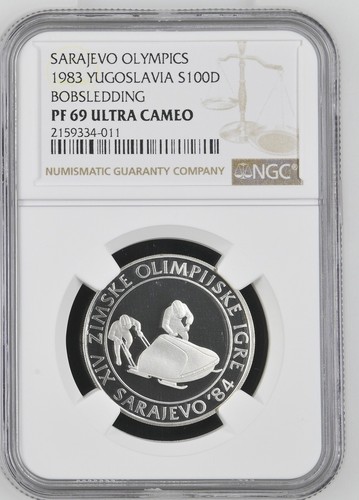 SARAJEVO OLYMPICS
1983 YUGOSLAVIA S100D
BOBSLEDDING
PF 69 ULTRA CAMEO
2159334-011
NUMISMATIC GUARANTY COMPANY
NGC
XIV ZIMSKE OLIMPIJSKE IGRE
SARAJEVO '84